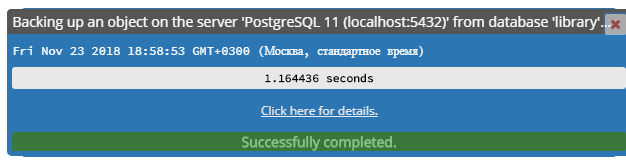 Backing up an object on the server 'PostgreSQL 11 (localhost:5432)' from database 'library'...
Fri Nov 23 2018 18:58:53 GMT+0300 (Москва, стандартное время)
1.164436 seconds
Click here for details.
Successfully completed.